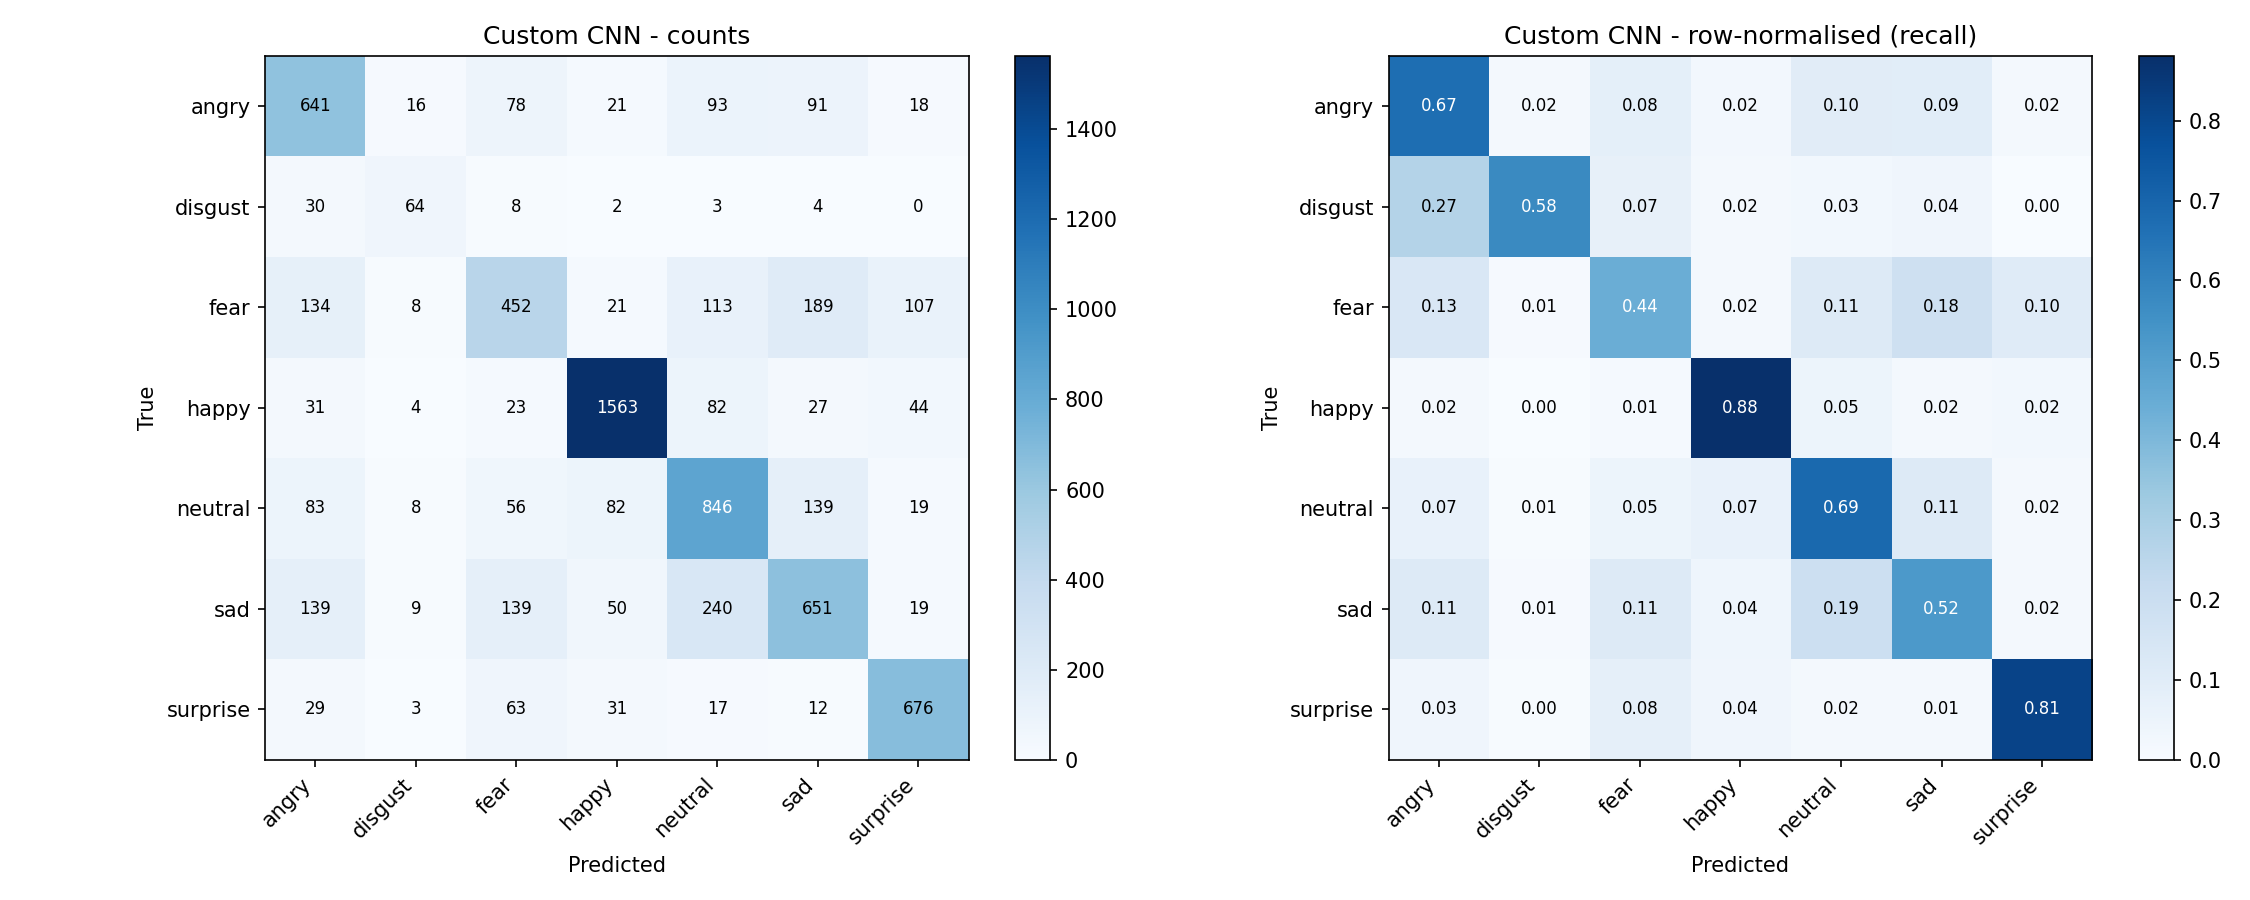 Custom CNN - counts
angry 641 16 78 21 93 91 18
disgust 30 64 8 2 3 4 0
fear 134 8 452 21 113 189 107
happy 31 4 23 1563 82 27 44
neutral 83 8 56 82 846 139 19
sad 139 9 139 50 240 651 19
surprise 29 3 63 31 17 12 676
True
angry disgust fear happy neutral sad surprise
Predicted
1400
1200
1000
800
600
400
200
0
Custom CNN - row-normalised (recall)
angry 0.67 0.02 0.08 0.02 0.10 0.09 0.02
disgust 0.27 0.58 0.07 0.02 0.03 0.04 0.00
fear 0.13 0.01 0.44 0.02 0.11 0.18 0.10
happy 0.02 0.00 0.01 0.88 0.05 0.02 0.02
neutral 0.07 0.01 0.05 0.07 0.69 0.11 0.02
sad 0.11 0.01 0.11 0.04 0.19 0.52 0.02
surprise 0.03 0.00 0.08 0.04 0.02 0.01 0.81
True
angry disgust fear happy neutral sad surprise
Predicted
0.8
0.7
0.6
0.5
0.4
0.3
0.2
0.1
0.0